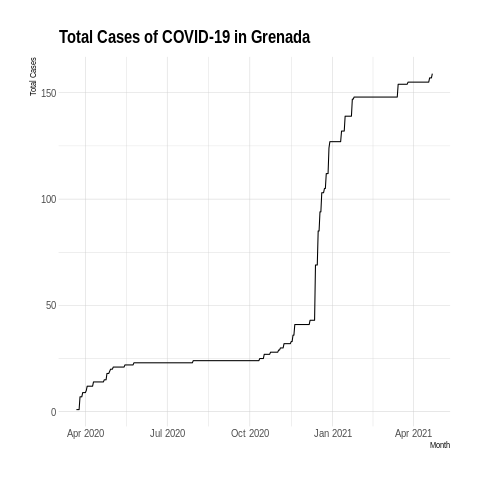 Total Cases of COVID-19 in Grenada
Total Cases
150
100
50
0
Apr 2020 Jul 2020 Oct 2020 Jan 2021 Apr 2021
Month